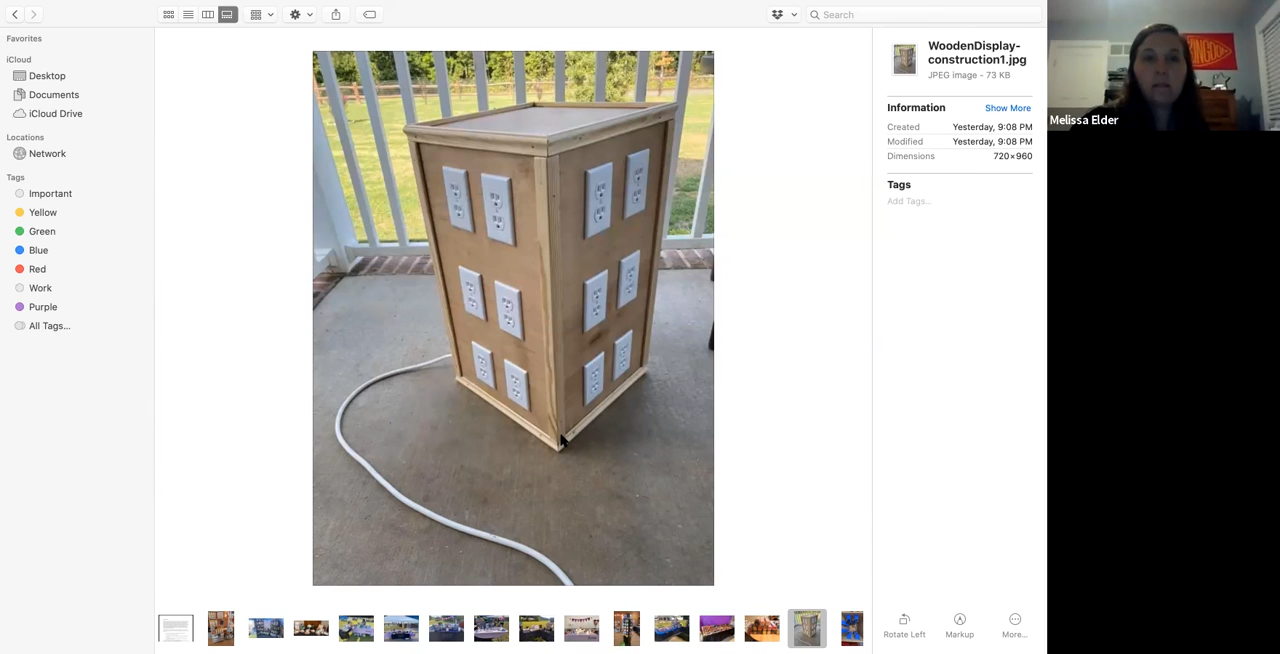 Search
Favorites
iCloud
Desktop
Documents
iCloud Drive
Locations
Network
Tags
Important
Yellow
Green
Blue
Red
Work
Purple
All Tags...
WoodenDisplay-
construction1.jpg
JPEG image - 73 KB
Information Show More
Created Yesterday, 9:08 PM
Modified Yesterday, 9:08 PM
Dimensions 720×960
Tags
Add Tags...
Rotate Left
Markup
More...
Melissa Elder